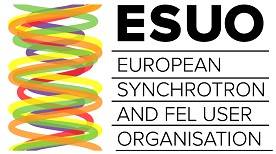 ESUO
EUROPEAN
SYNCHROTRON
AND FEL USER
ORGANISATION